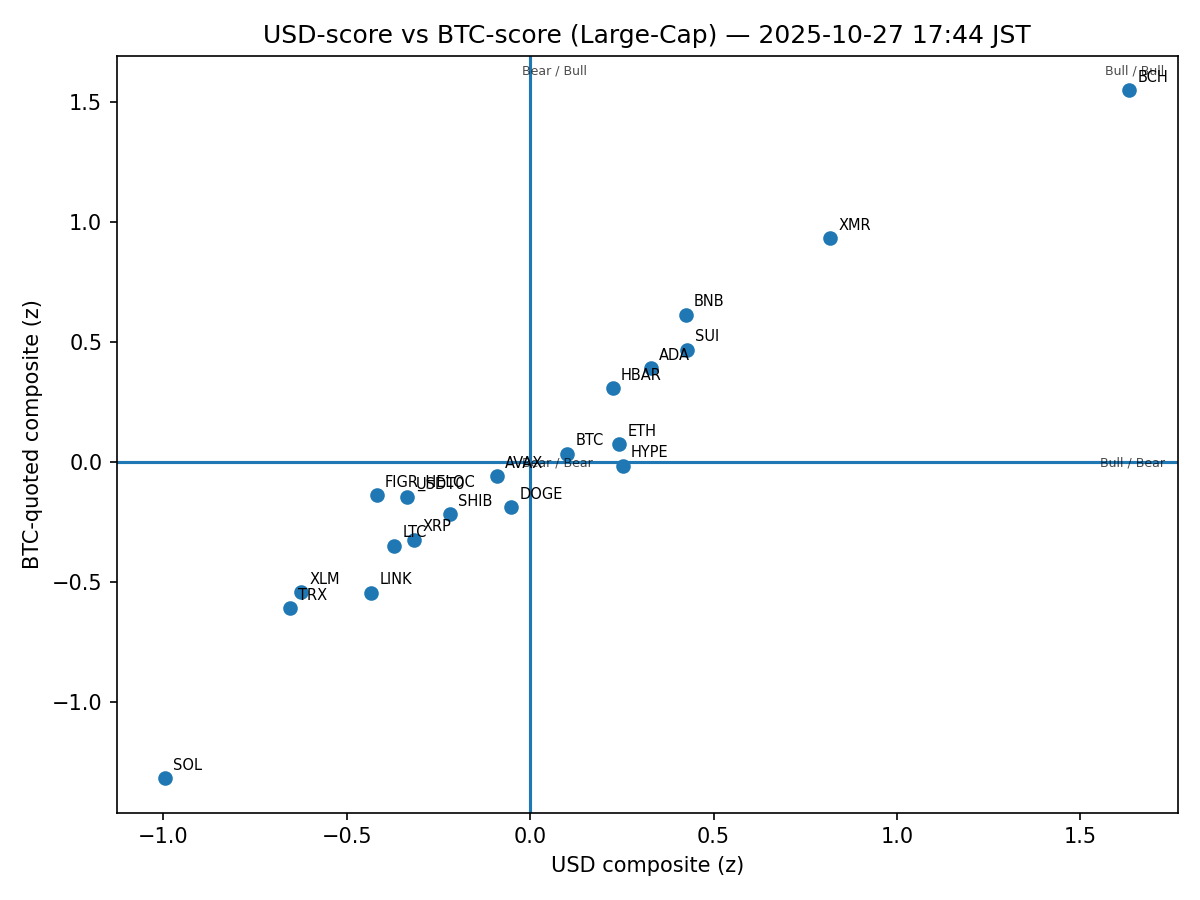 USD-score vs BTC-score (Large-Cap) — 2025-10-27 17:44 JST
Bear / Bull
Bull / Bull
BCH
1.5
XMR
1.0
BNB
SUI
0.5
ADA
HBAR
ETH
BTC
HYPE
0.0
AVAX
Bear / Bear
Bull / Bear
FIGR_HELOC
USDT0
DOGE
SHIB
XRP
LTC
XLM
LINK
−0.5
TRX
−1.0
SOL
−1.0
−0.5
0.0
0.5
1.0
1.5
USD composite (z)
BTC-quoted composite (z)